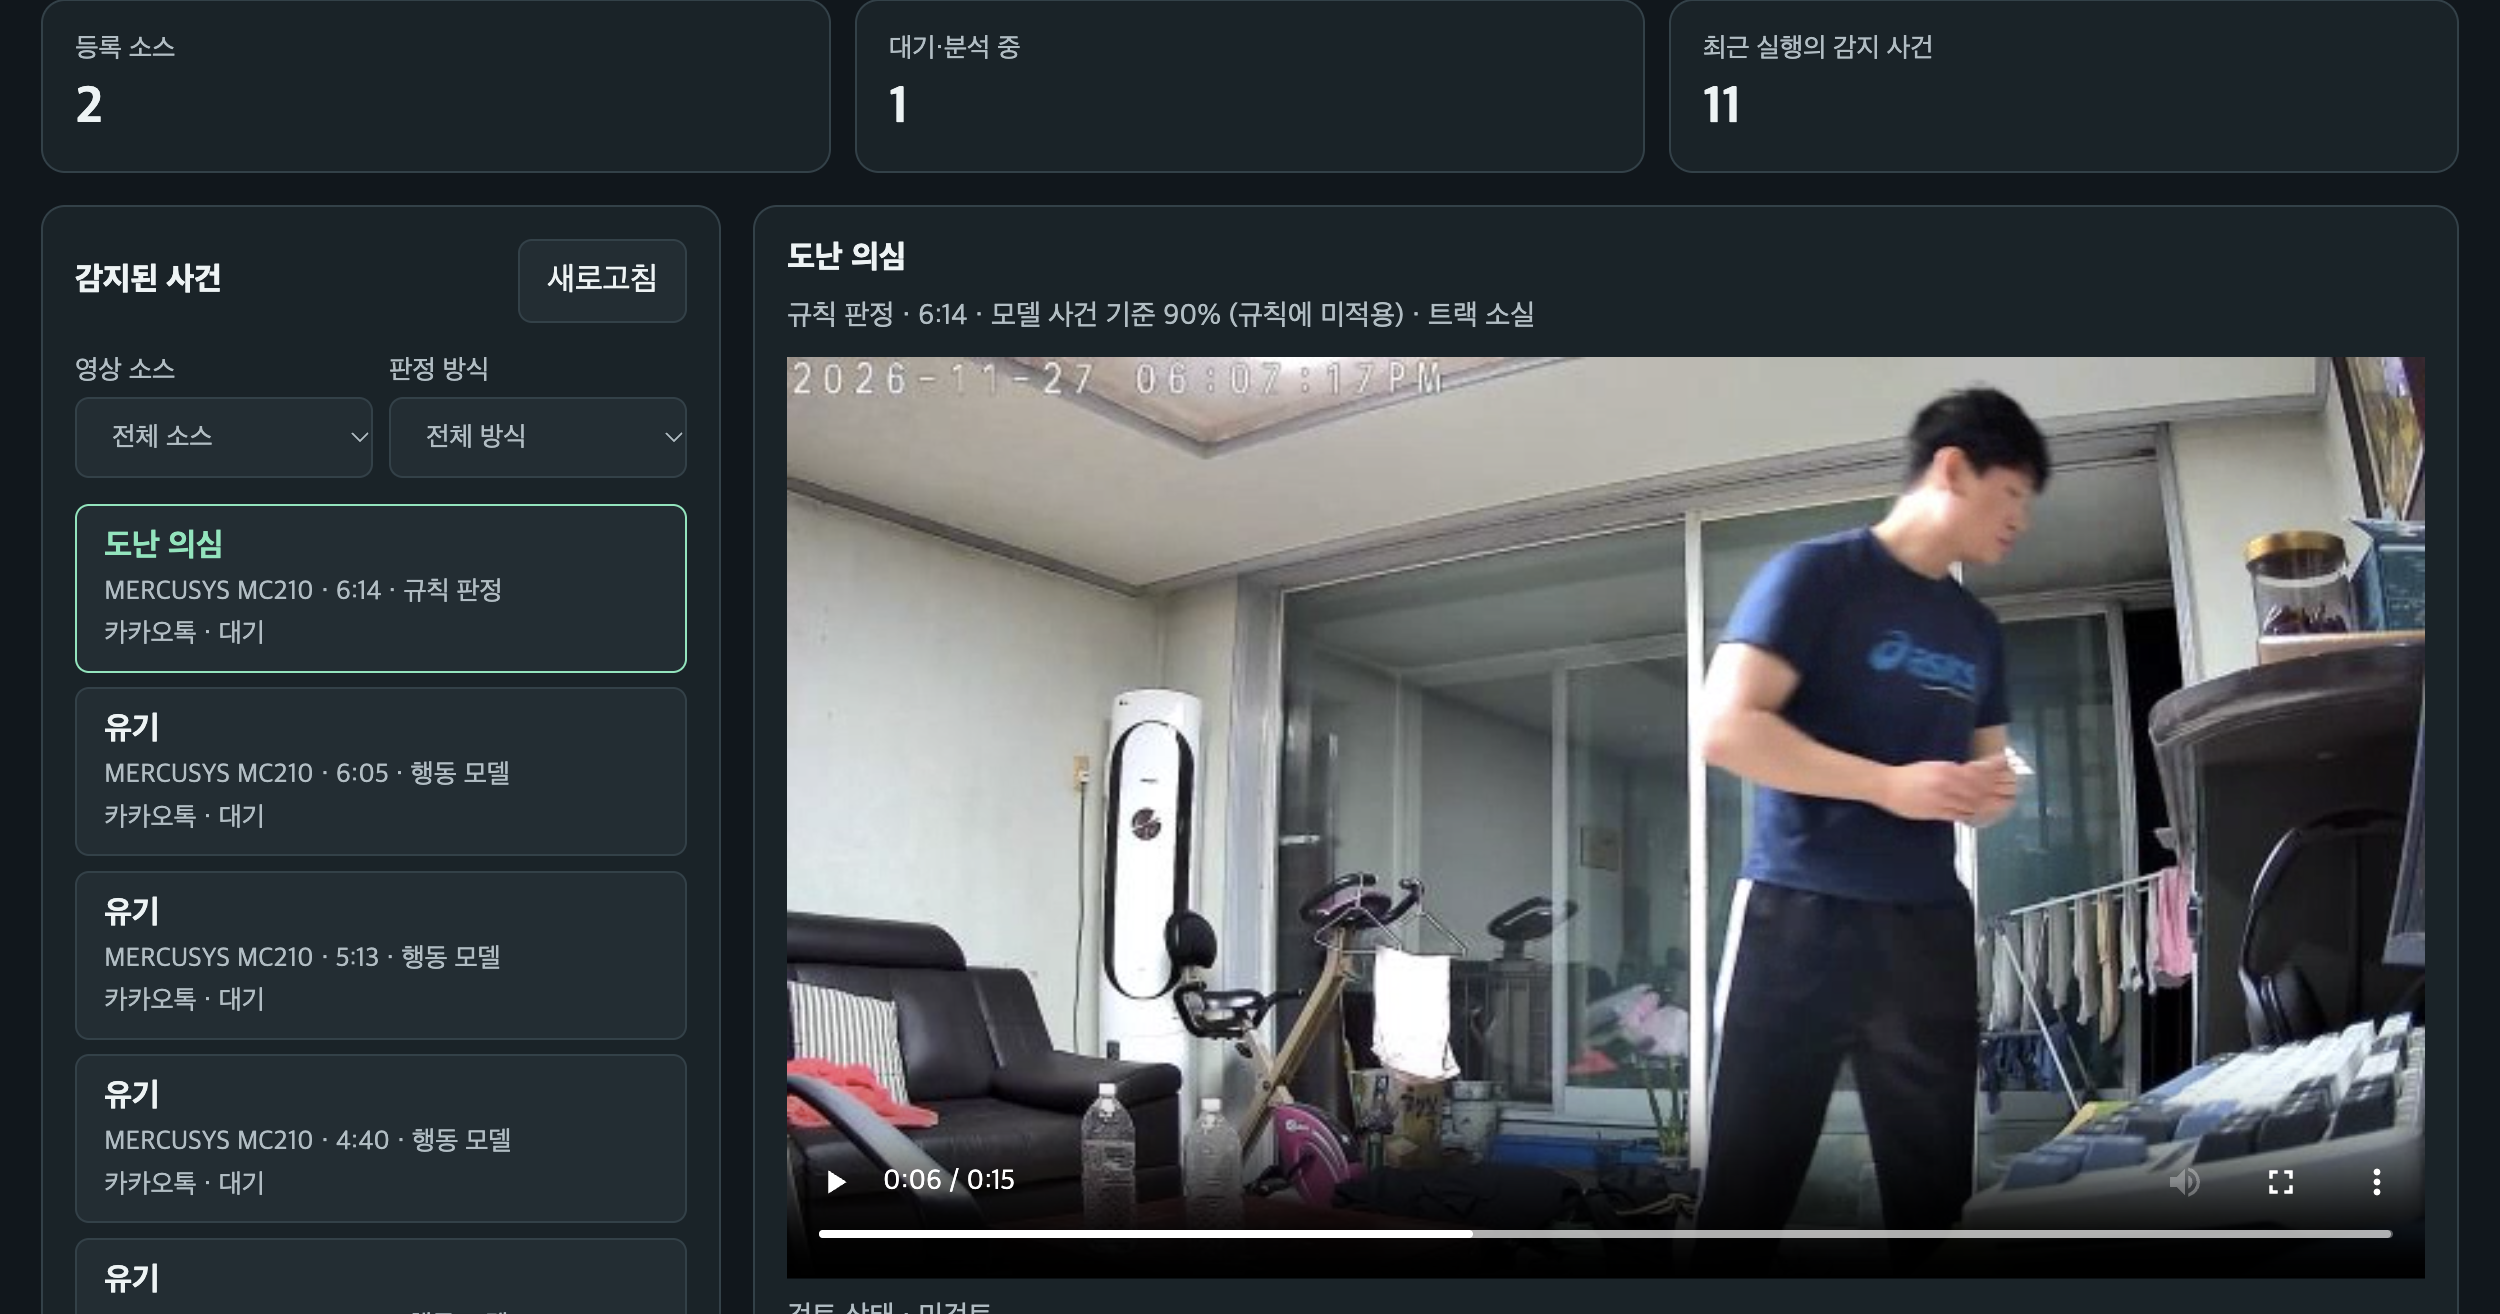 등록 소스
2
대기·분석 중
1
최근 실행의 감지 사건
11
감지된 사건
새로고침
영상 소스
판정 방식
전체 소스
전체 방식
도난 의심
MERCUSYS MC210 · 6:14 · 규칙 판정
카카오톡 · 대기
유기
MERCUSYS MC210 · 6:05 · 행동 모델
카카오톡 · 대기
유기
MERCUSYS MC210 · 5:13 · 행동 모델
카카오톡 · 대기
유기
MERCUSYS MC210 · 4:40 · 행동 모델
카카오톡 · 대기
유기
도난 의심
규칙 판정 · 6:14 · 모델 사건 기준 90% (규칙에 미적용) · 트랙 소실
2026-11-27 06:07:17PM
asics
0:06 / 0:15
검토 상태 · 미검토